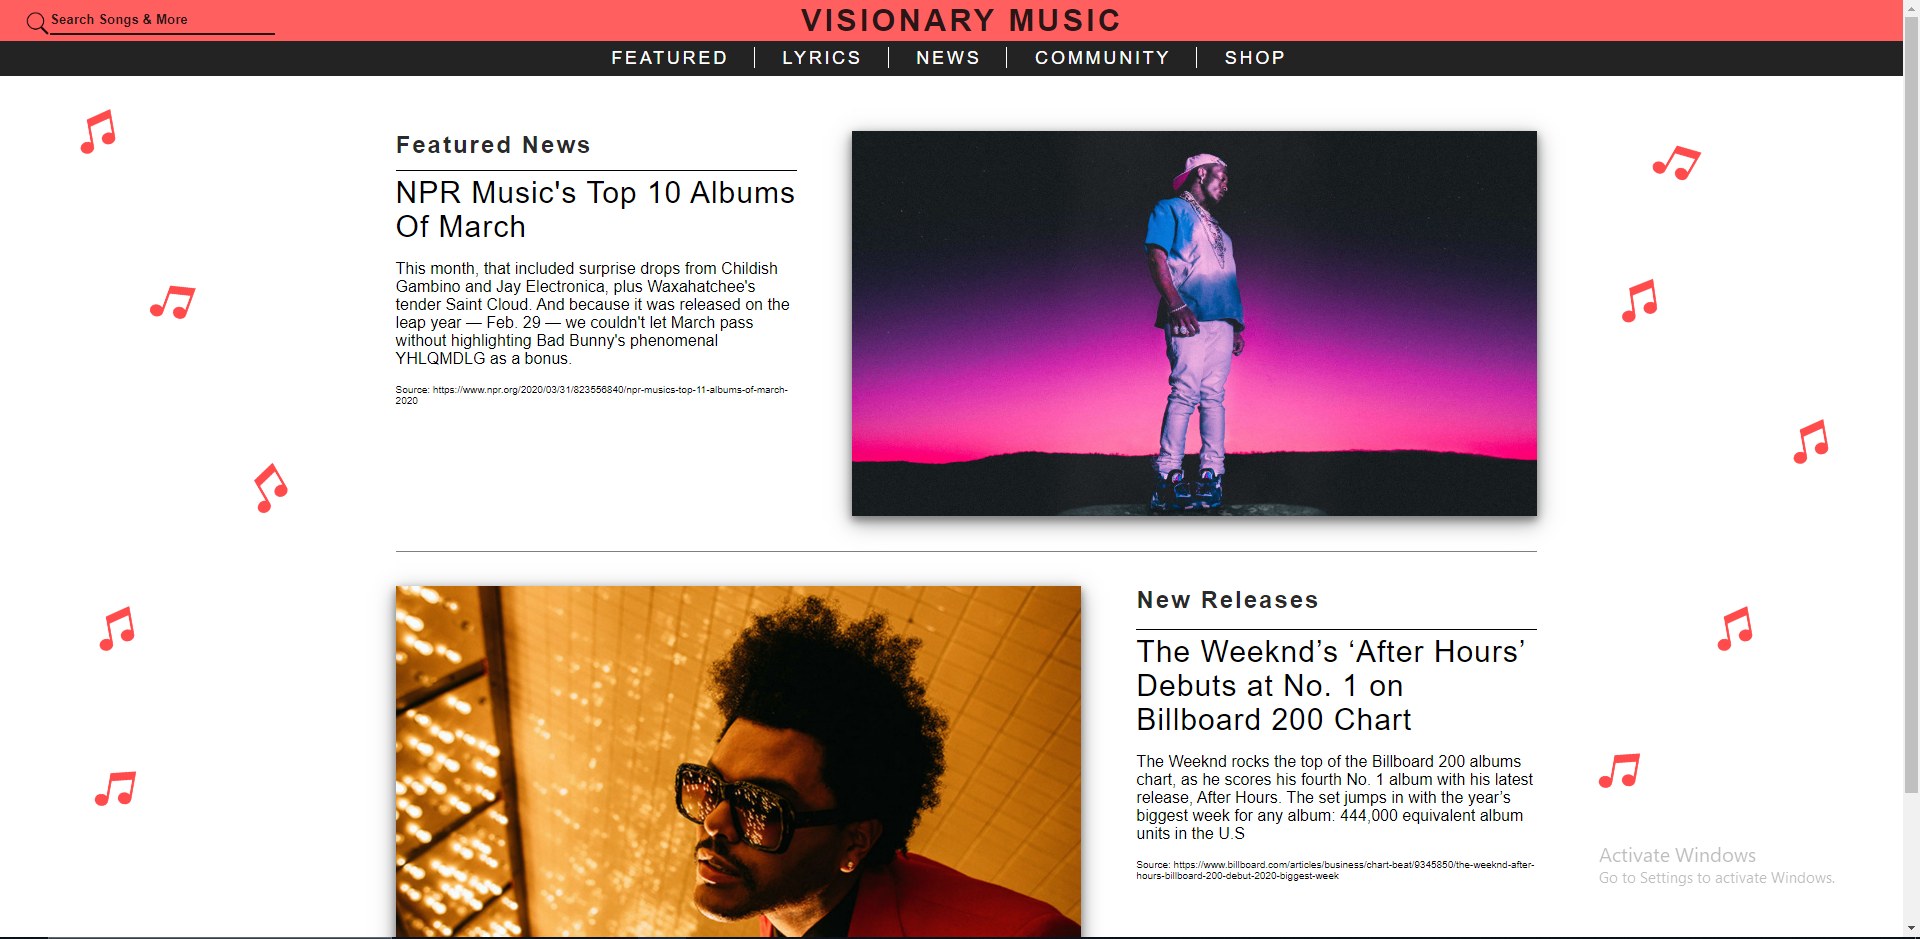 Search Songs & More
VISIONARY MUSIC
FEATURED
LYRICS
NEWS
COMMUNITY
SHOP
Featured News
NPR Music's Top 10 Albums
Of March
This month, that included surprise drops from Childish
Gambino and Jay Electronica, plus Waxahatchee's
tender Saint Cloud. And because it was released on the
leap year — Feb. 29 — we couldn't let March pass
without highlighting Bad Bunny's phenomenal
YHLQMDLG as a bonus.
Source: https://www.npr.org/2020/03/31/823556840/npr-musics-top-11-albums-of-march-
2020
New Releases
The Weeknd’s ‘After Hours’
Debuts at No. 1 on
Billboard 200 Chart
The Weeknd rocks the top of the Billboard 200 albums
chart, as he scores his fourth No. 1 album with his latest
release, After Hours. The set jumps in with the year’s
biggest week for any album: 444,000 equivalent album
units in the U.S
Source: https://www.billboard.com/articles/business/chart-beat/9345850/the-weeknd-after-
hours-billboard-200-debut-2020-biggest-week
Activate Windows
Go to Settings to activate Windows.